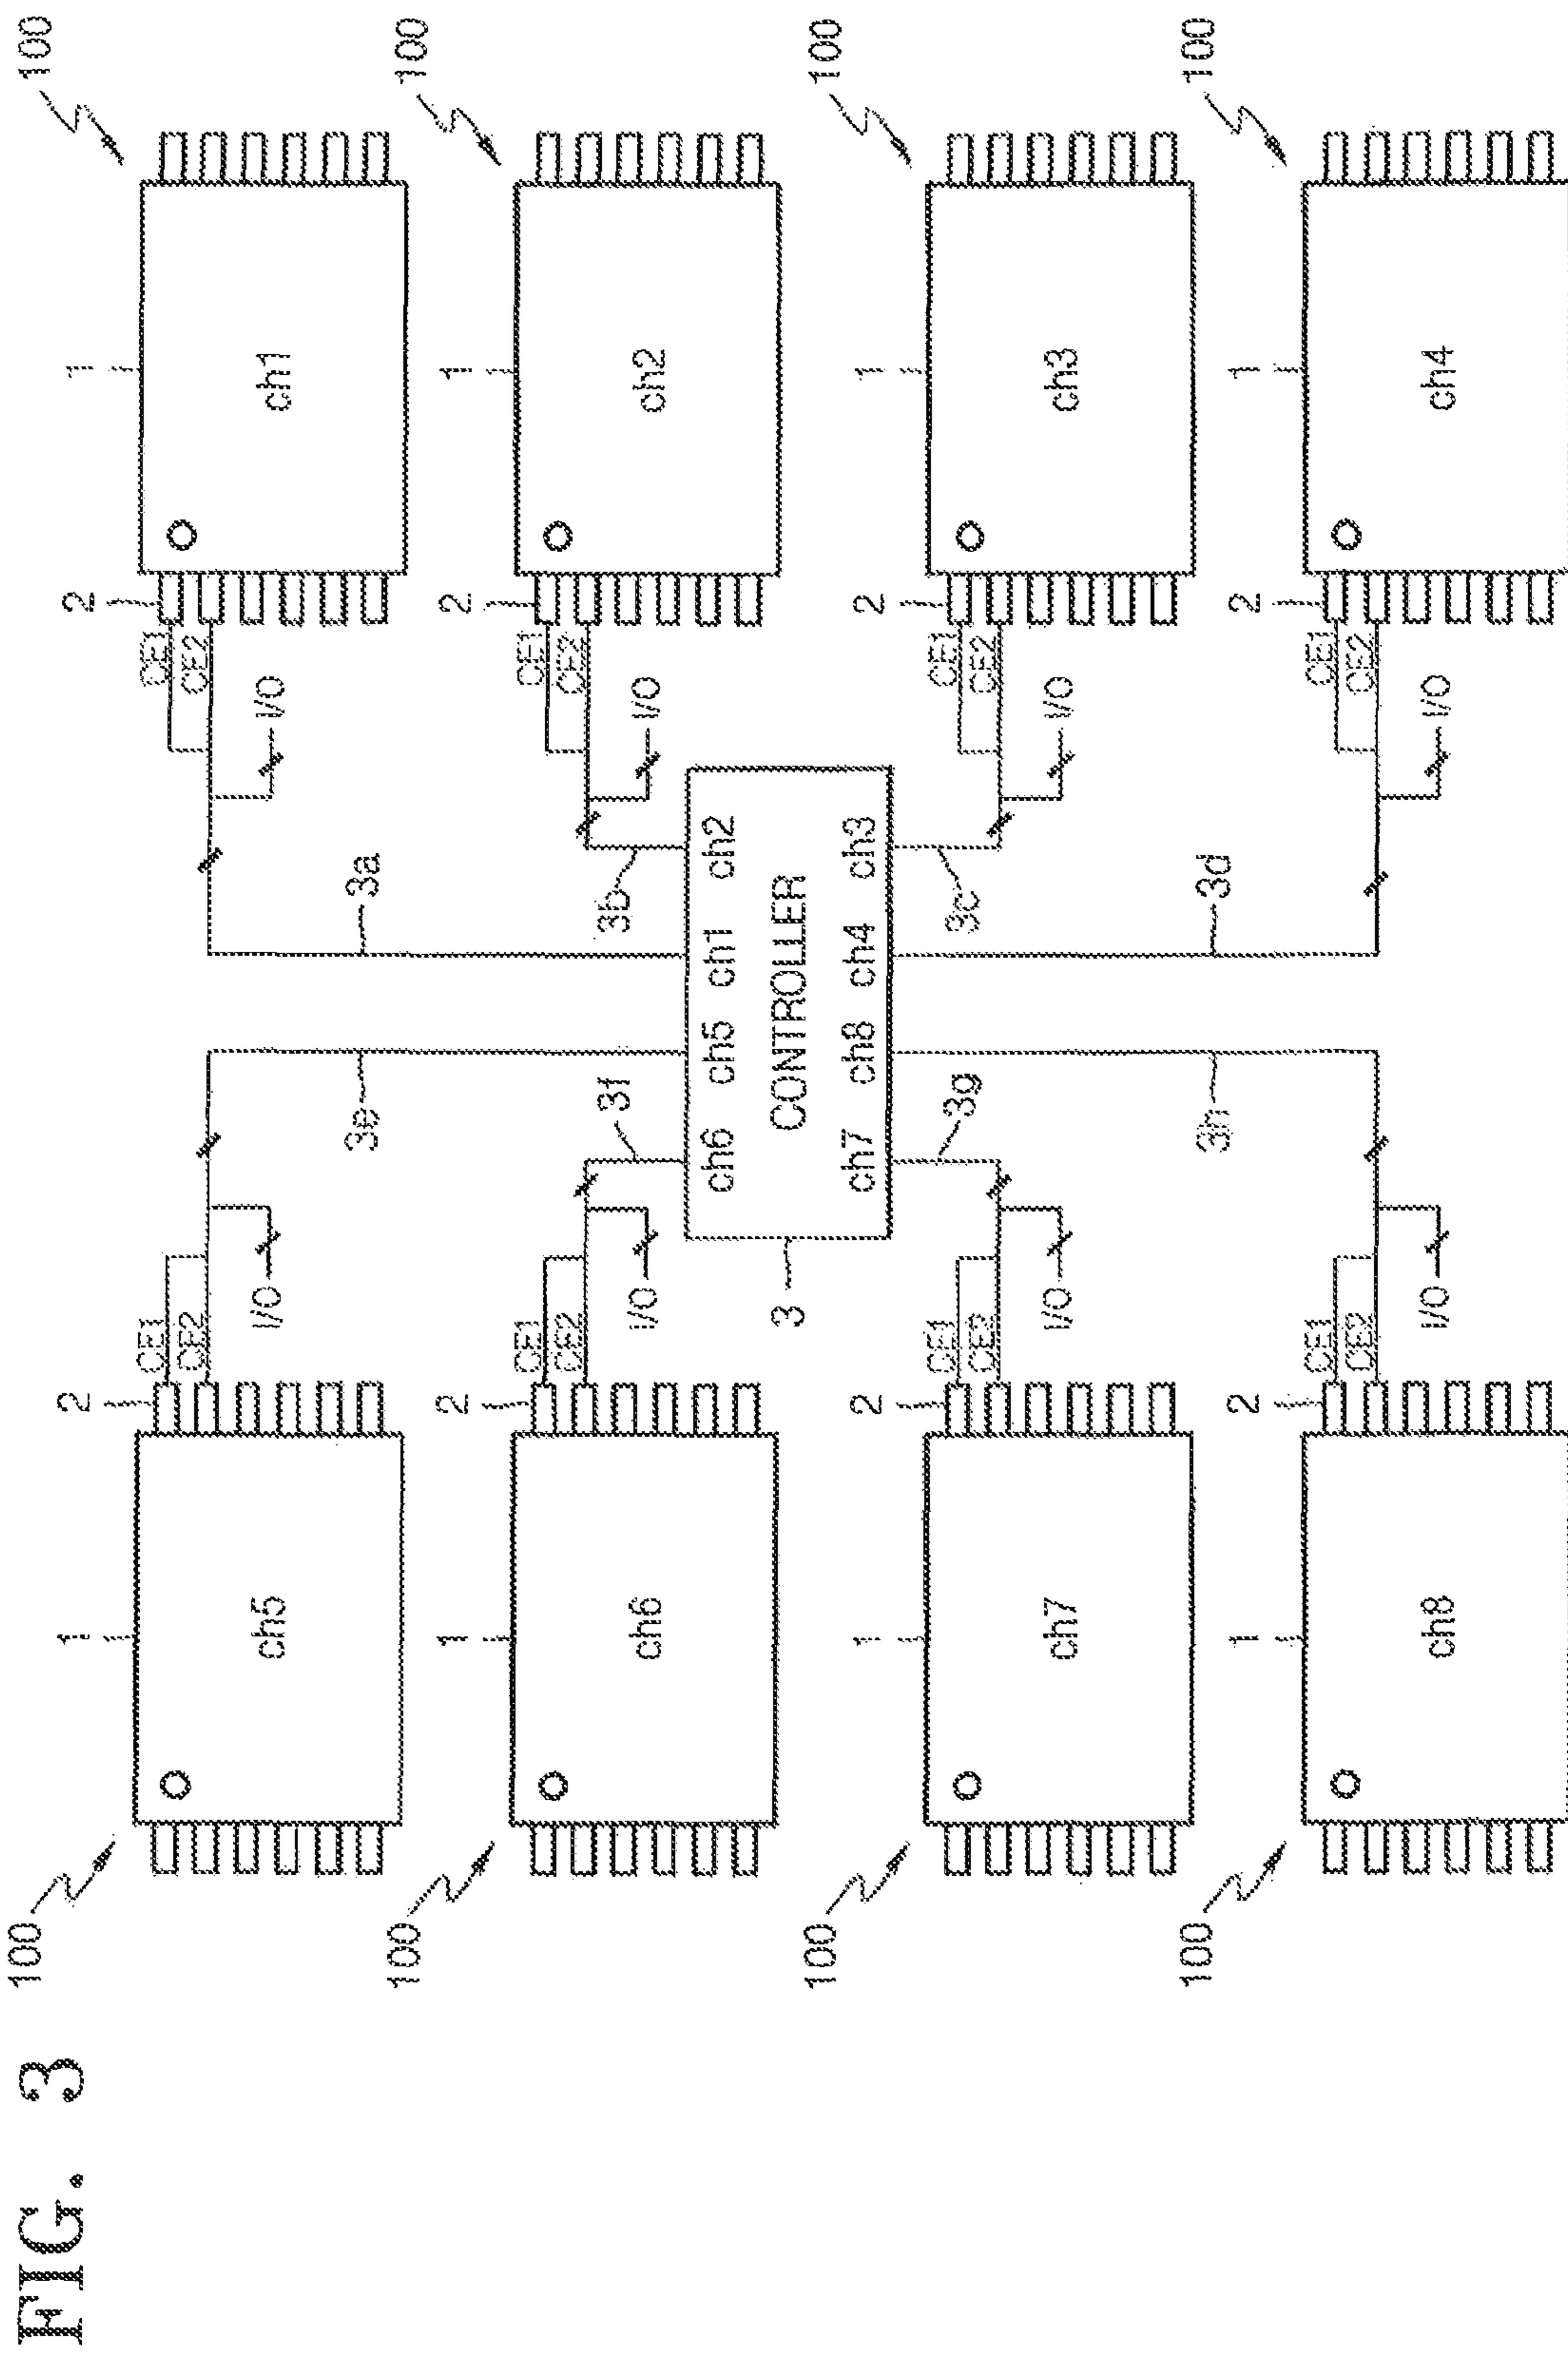 FIG. 3
100 100
1 2 2 1
CE1 CE1
CE2 CE2
ch5 I/O I/O ch1
3e 3a
100 100
1 2 2 1
CE1 CE1
CE2 CE2
3f 3b
ch6 I/O I/O ch2
ch6 ch5 ch1 ch2
3 CONTROLLER
ch7 ch8 ch4 ch3
100 100
1 2 2 1
CE1 CE1
3g 3c
CE2 CE2
ch7 I/O I/O ch3
100 100
3h 3d
1 2 2 1
CE1 CE1
CE2 CE2
ch8 I/O I/O ch4